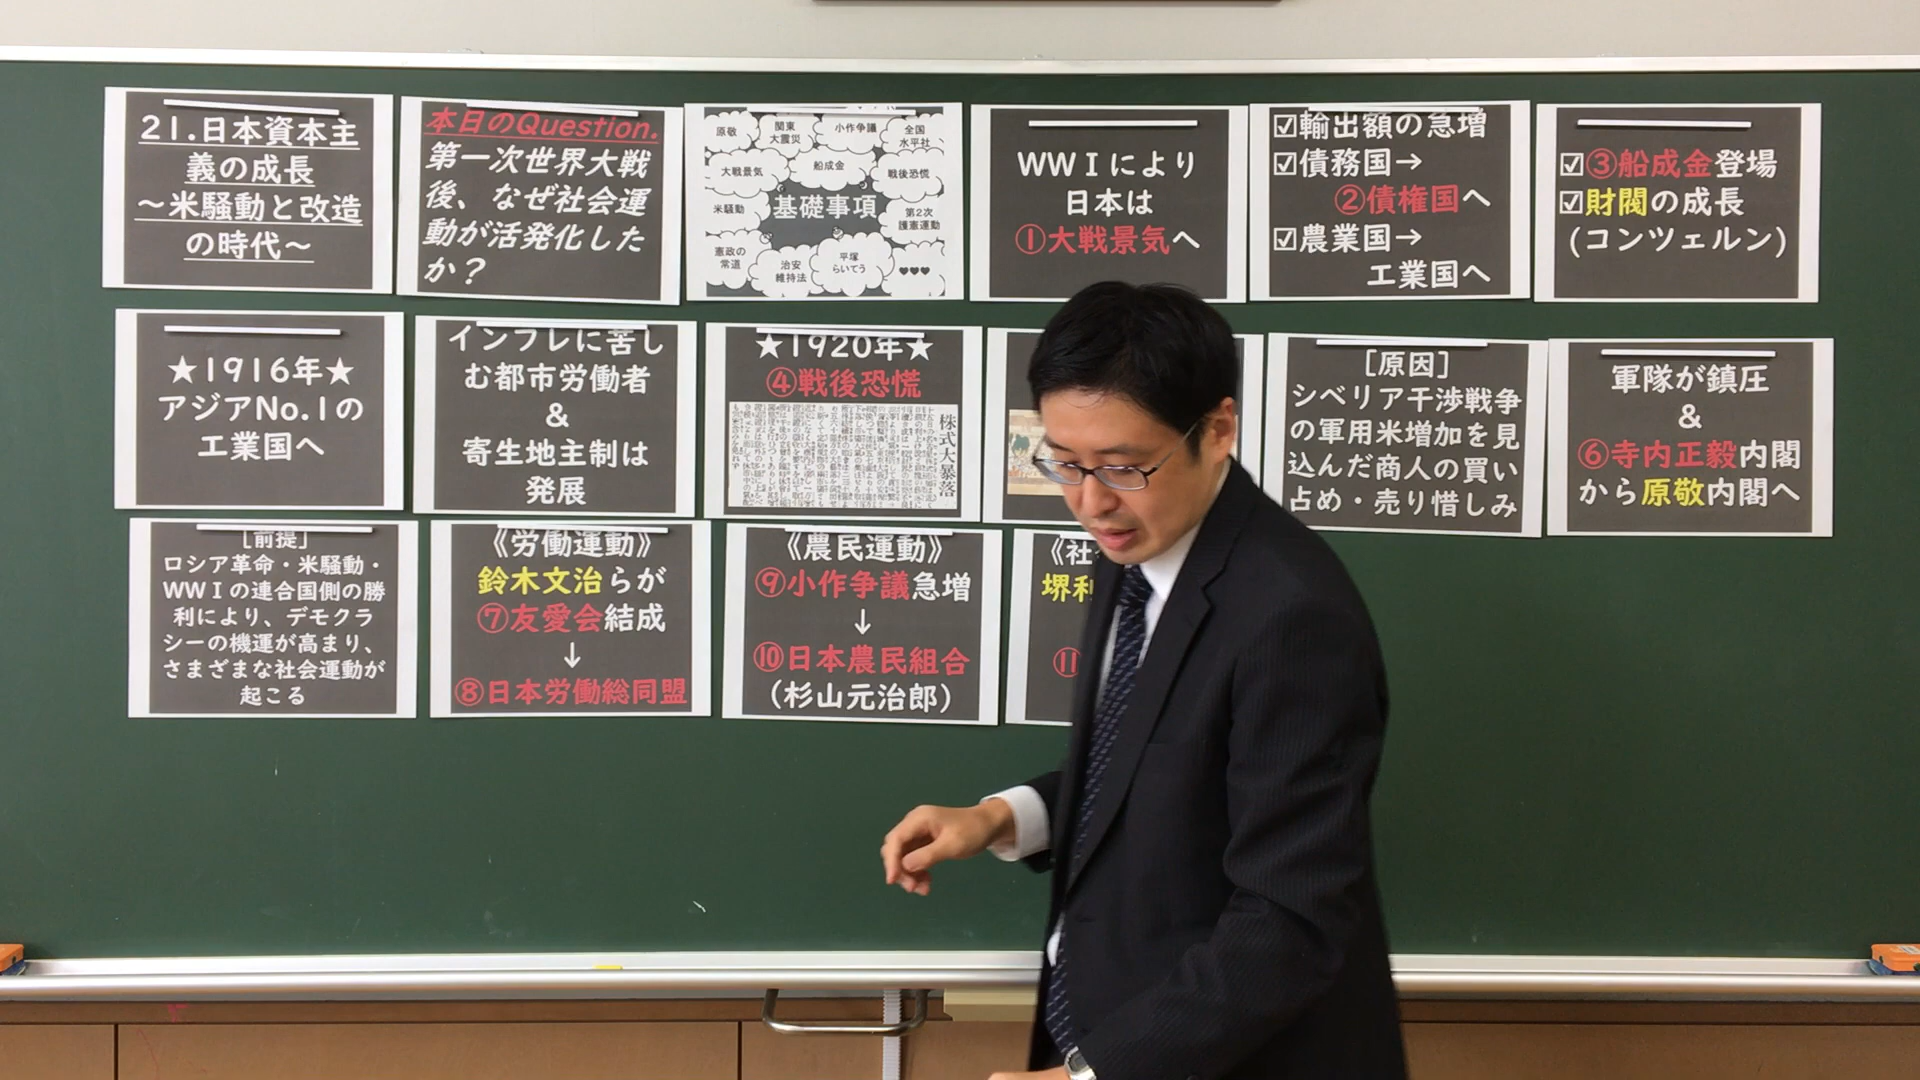 21.日本資本主
義の成長
～米騒動と改造
の時代～
本日のQuestion.
第一次世界大戦
後、なぜ社会運
動が活発化した
か？
原敬
関東
大震災
小作争議
全国
水平社
大戦景気
船成金
戦後恐慌
米騒動
基礎事項
第2次
護憲運動
憲政の
常道
治安
維持法
平塚
らいてう
♥♥♥
WWⅠにより
日本は
①大戦景気へ
☑輸出額の急増
☑債務国→
②債権国へ
☑農業国→
工業国へ
☑③船成金登場
☑財閥の成長
(コンツェルン)
★1916年★
アジアNo.1の
工業国へ
インフレに苦し
む都市労働者
&
寄生地主制は
発展
★1920年★
④戦後恐慌
株式大暴落
[原因]
シベリア干渉戦争
の軍用米増加を見
込んだ商人の買い
占め・売り惜しみ
軍隊が鎮圧
&
⑥寺内正毅内閣
から原敬内閣へ
[前提]
ロシア革命・米騒動・
WWⅠの連合国側の勝
利により、デモクラ
シーの機運が高まり、
さまざまな社会運動が
起こる
《労働運動》
鈴木文治らが
⑦友愛会結成
↓
⑧日本労働総同盟
《農民運動》
⑨小作争議急増
↓
⑩日本農民組合
(杉山元治郎)
《社
堺利
⑪